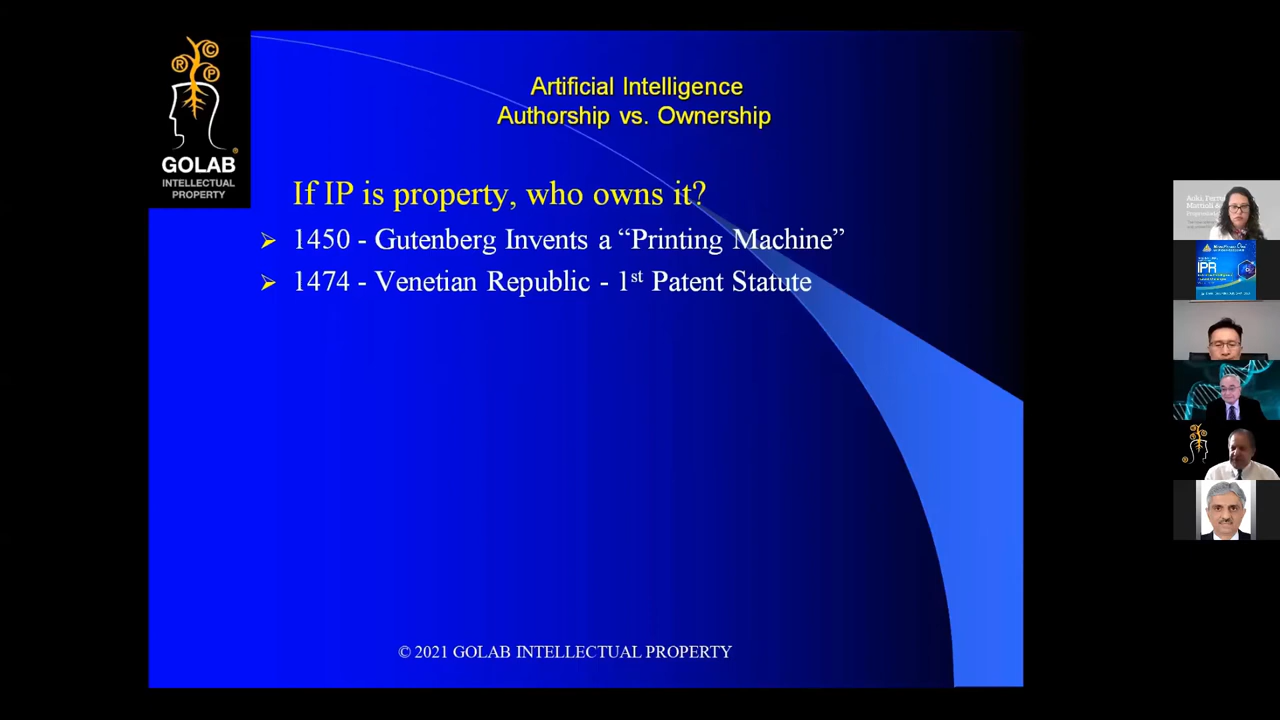 Artificial Intelligence
Authorship vs. Ownership
© R P
GOLAB
®
INTELLECTUAL
PROPERTY
If IP is property, who owns it?
➢ 1450 - Gutenberg Invents a “Printing Machine”
➢ 1474 - Venetian Republic - 1st Patent Statute
© 2021 GOLAB INTELLECTUAL PROPERTY
IPR